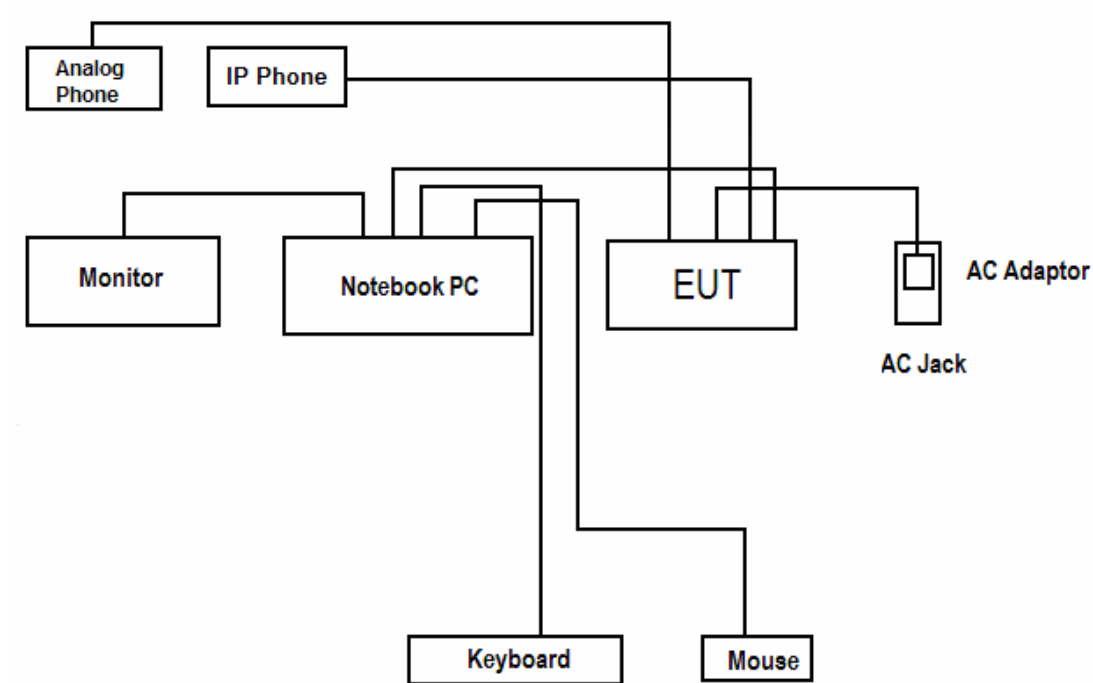 Analog
Phone
IP Phone
Monitor
Notebook PC
EUT
AC Adaptor
AC Jack
Keyboard
Mouse